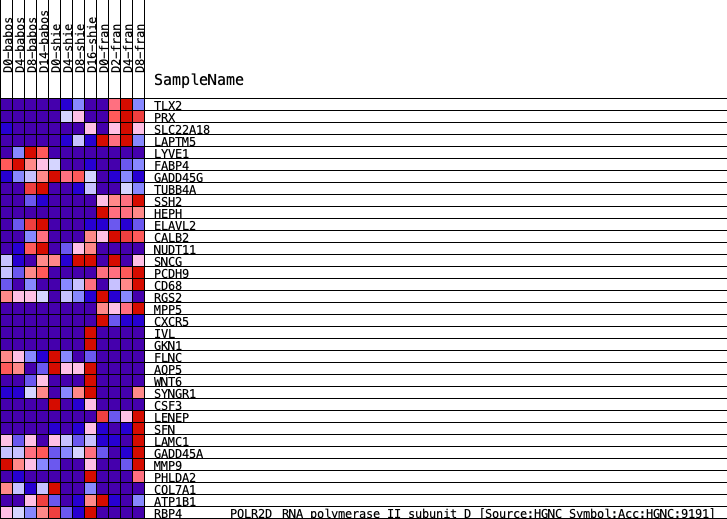 D0-babos
D4-babos
D8-babos
D14-babos
D0-shie
D4-shie
D8-shie
D16-shie
D0-fran
D2-fran
D4-fran
D8-fran
SampleName
TLX2
PRX
SLC22A18
LAPTM5
LYVE1
FABP4
GADD45G
TUBB4A
SSH2
HEPH
ELAVL2
CALB2
NUDT11
SNCG
PCDH9
CD68
RGS2
MPP5
CXCR5
IVL
GKN1
FLNC
AQP5
WNT6
SYNGR1
CSF3
LENEP
SFN
LAMC1
GADD45A
MMP9
PHLDA2
COL7A1
ATP1B1
RBP4 POLR2D RNA polymerase II subunit D [Source:HGNC Symbol;Acc:HGNC:9191]